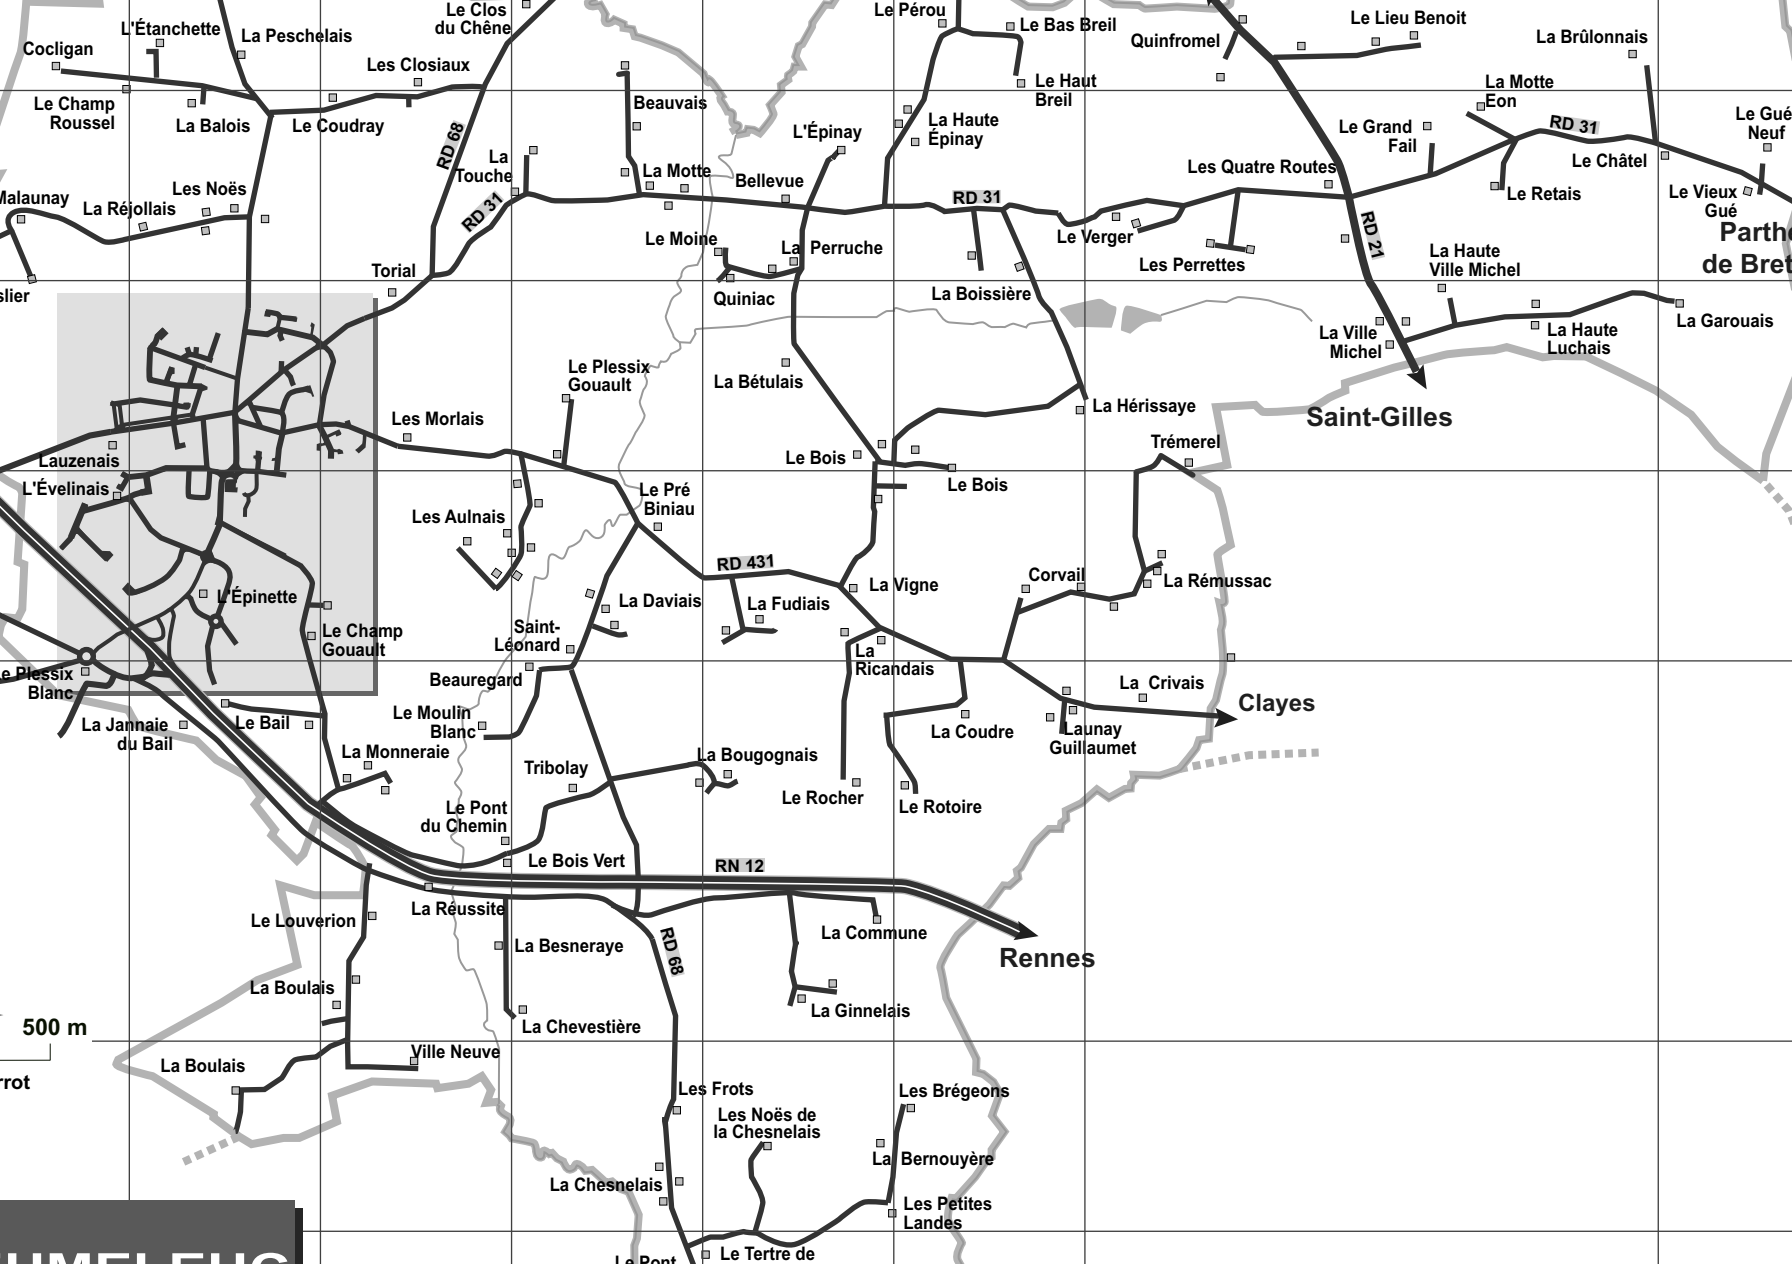 Le Clos
du Chêne
L'Étanchette
La Peschelais
Cocligan
Les Closiaux
Le Champ
Roussel
La Balois
Le Coudray
Beauvais
RD 68
Le Pérou
Le Bas Breil
Le Haut
Breil
La Haute
Épinay
L'Épinay
Quinfromel
Le Lieu Benoit
La Brûlonnais
La Motte
Eon
Le Grand
Fail
RD 31
Le Châtel
Le Gué
Neuf
Le Retais
Le Vieux
Gué
Les Quatre Routes
La
Touche
La Motte
Bellevue
RD 31
RD 31
Malaunay
La Réjollais
Les Noës
Torial
Le Moine
La Perruche
Quiniac
La Boissière
Le Verger
Les Perrettes
RD 21
La Haute
Ville Michel
La Ville
Michel
La Haute
Luchais
La Garouais
Saint-Gilles
La Bétulais
Le Plessix
Gouault
Les Morlais
La Hérissaye
Trémerel
Le Bois
Le Bois
Lauzenais
L'Évelinais
Les Aulnais
Le Pré
Biniau
RD 431
La Vigne
Corvail
La Rémussac
L'Épinette
La Daviais
La Fudiais
Le Champ
Gouault
Saint-
Léonard
La
Ricandais
Beauregard
Plessix
Blanc
La Jannaie
du Bail
Le Bail
Le Moulin
Blanc
La Crivais
Clayes
La Coudre
Launay
Guillaumet
La Monneraie
Tribolay
La Bougognais
Le Rocher
Le Rotoire
Le Pont
du Chemin
Le Bois Vert
RN 12
La Réussite
Le Louverion
La Besneraye
RD 68
La Commune
Rennes
La Boulais
La Chevestière
La Ginnelais
500 m
Ville Neuve
La Boulais
Les Frots
Les Noës de
la Chesnelais
Les Brégeons
La Bernouyère
La Chesnelais
Les Petites
Landes
Le Tertre de
Le Pont